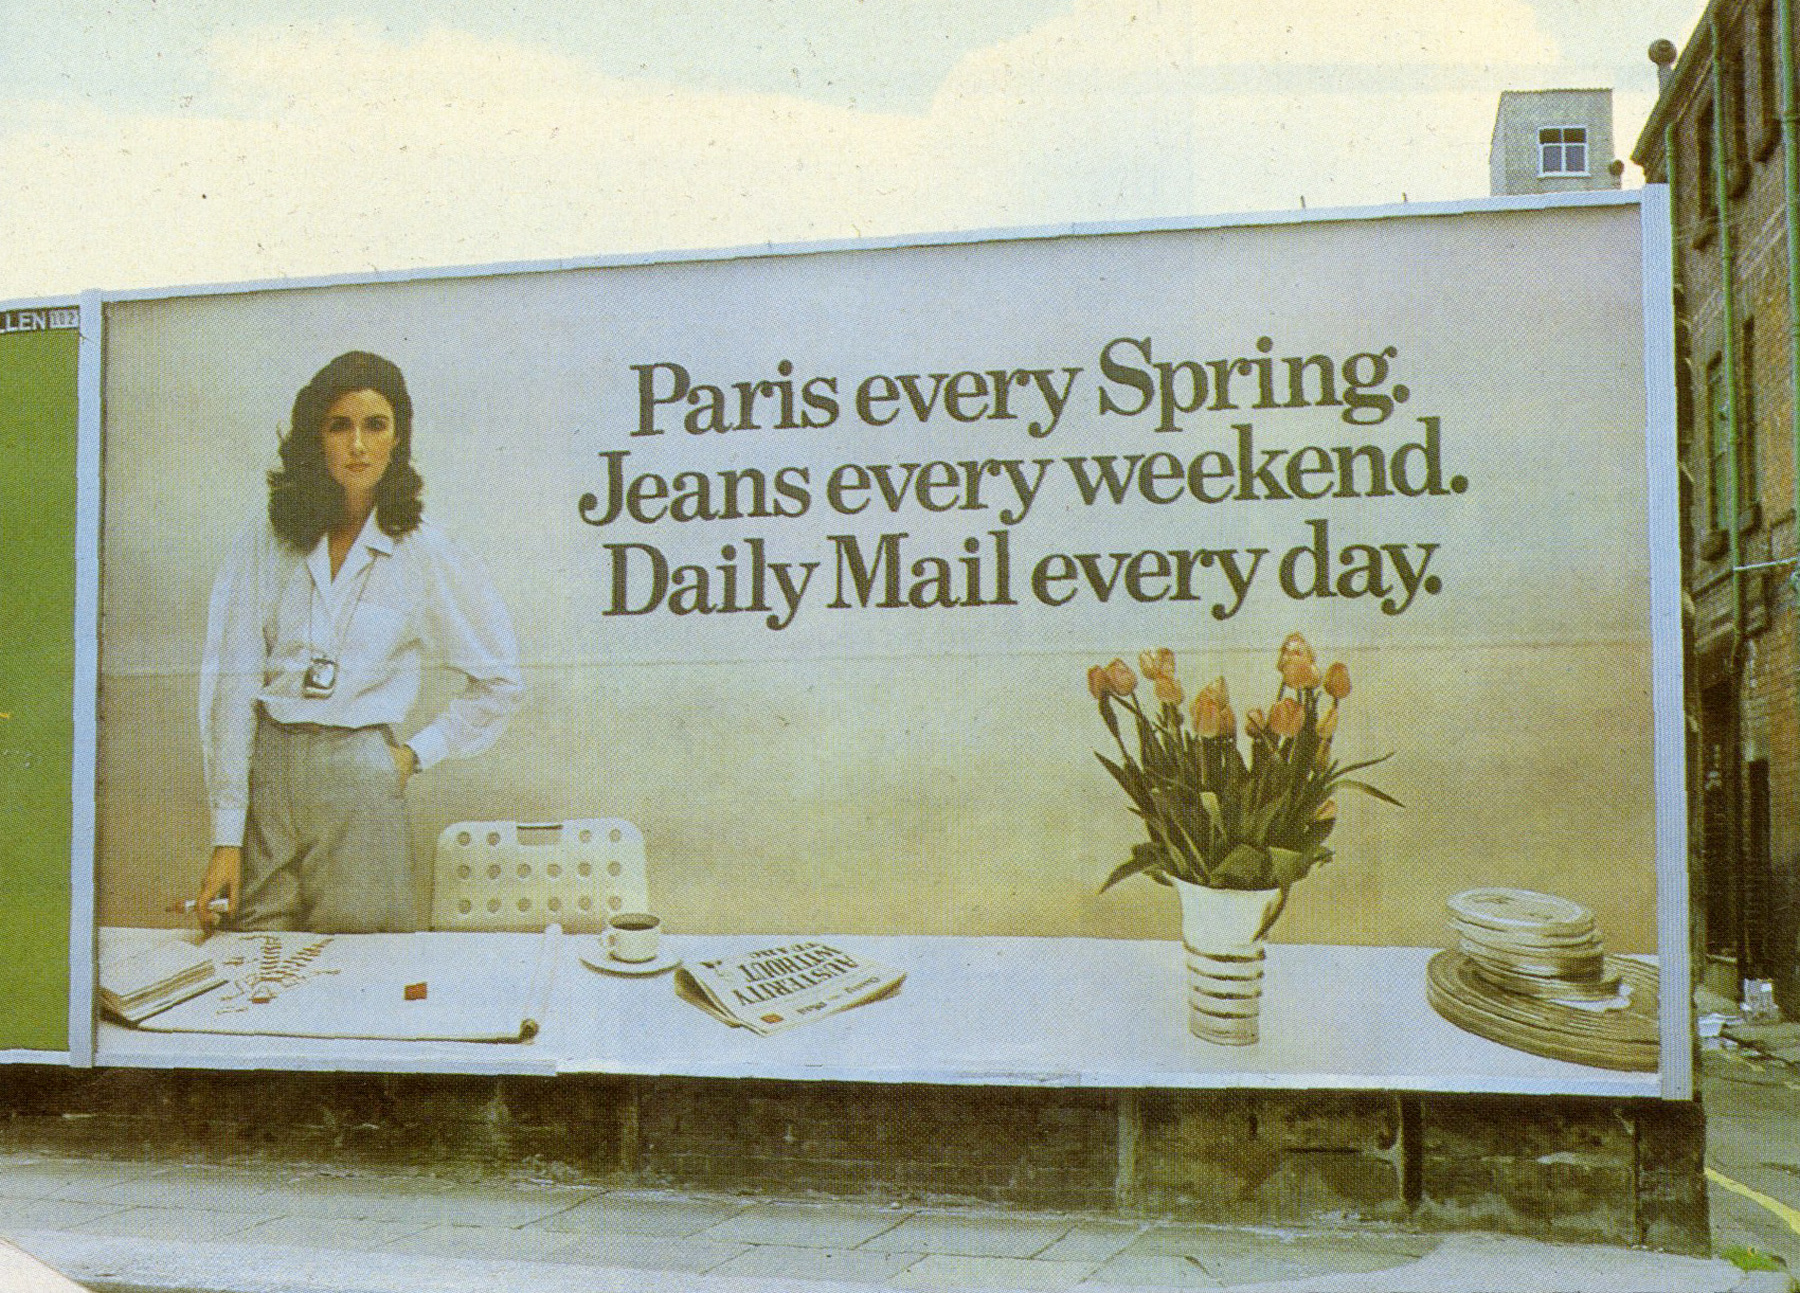 LLEN 102
Paris every Spring.
Jeans every weekend.
Daily Mail every day.
AUSTERITY
WITHOUT